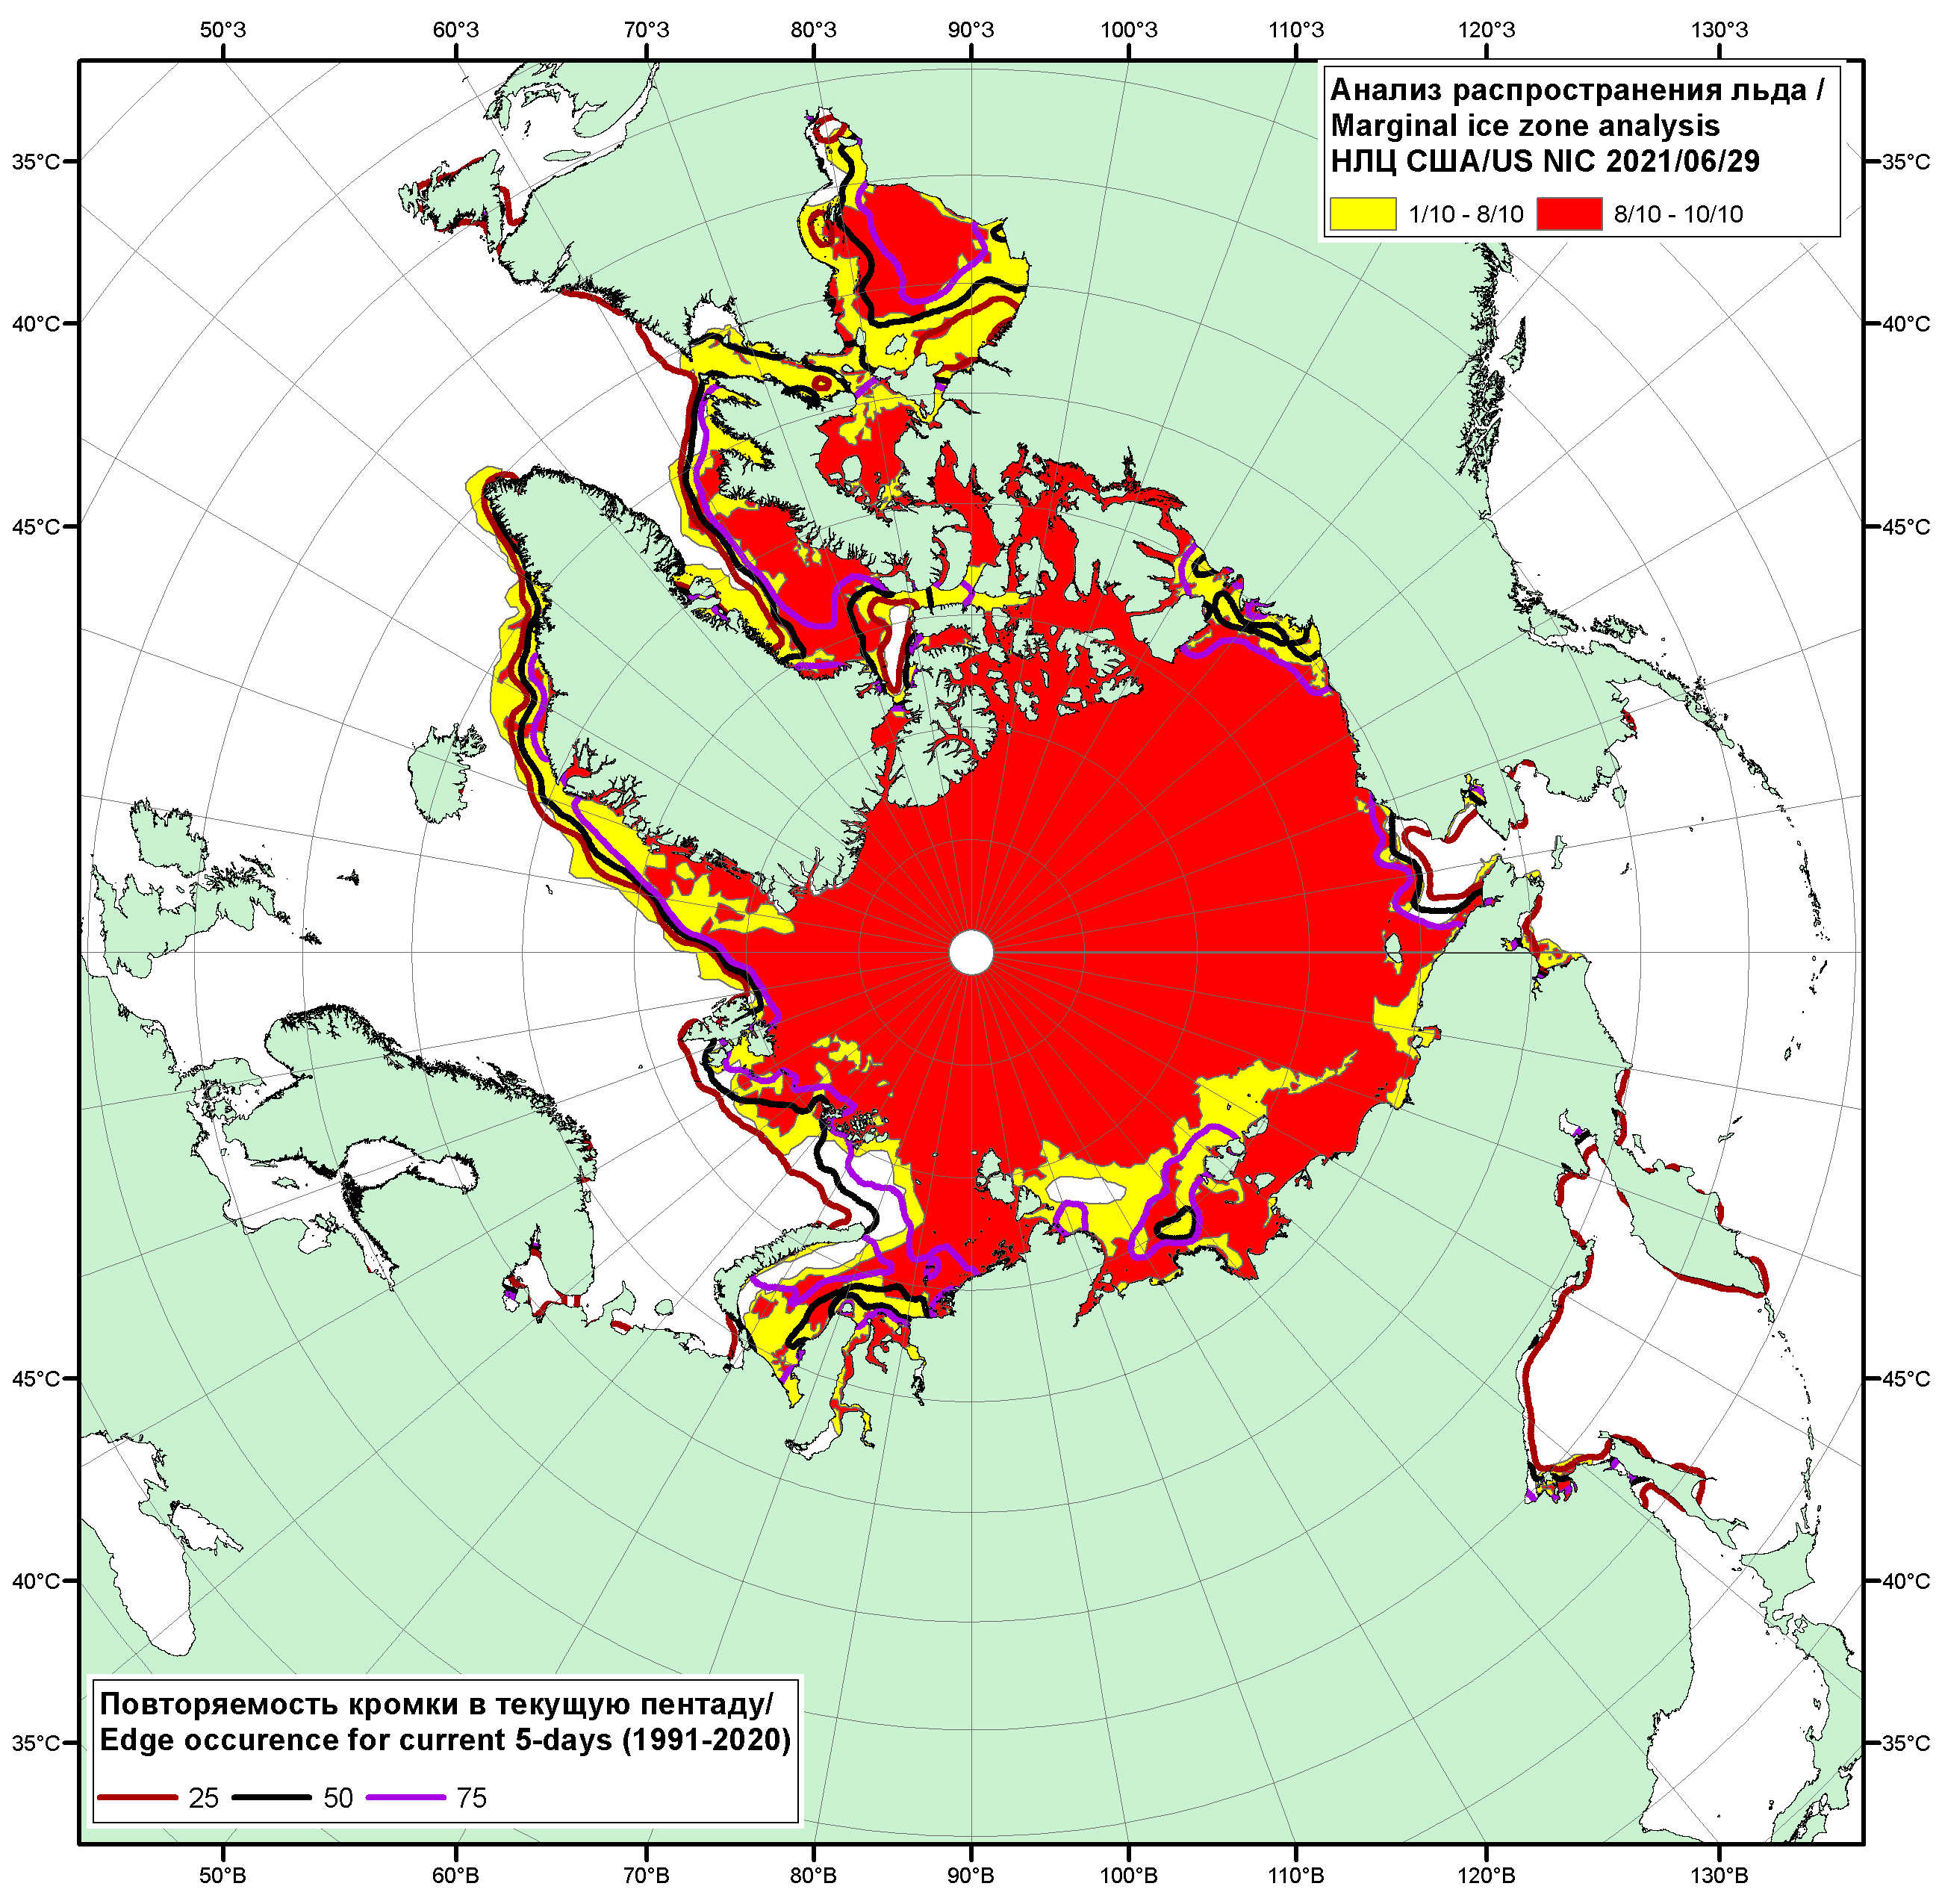 50°З 60°З 70°З 80°З 90°З 100°З 110°З 120°З 130°З
Анализ распространения льда /
Marginal ice zone analysis
НЛЦ США/US NIC 2021/06/29
1/10 - 8/10 8/10 - 10/10
35°С 35°С
40°С 40°С
45°С 45°С
45°С 45°С
40°С 40°С
35°С 35°С
Повторяемость кромки в текущую пентаду/
Edge occurence for current 5-days (1991-2020)
25 50 75
50°В 60°В 70°В 80°В 90°В 100°В 110°В 120°В 130°В